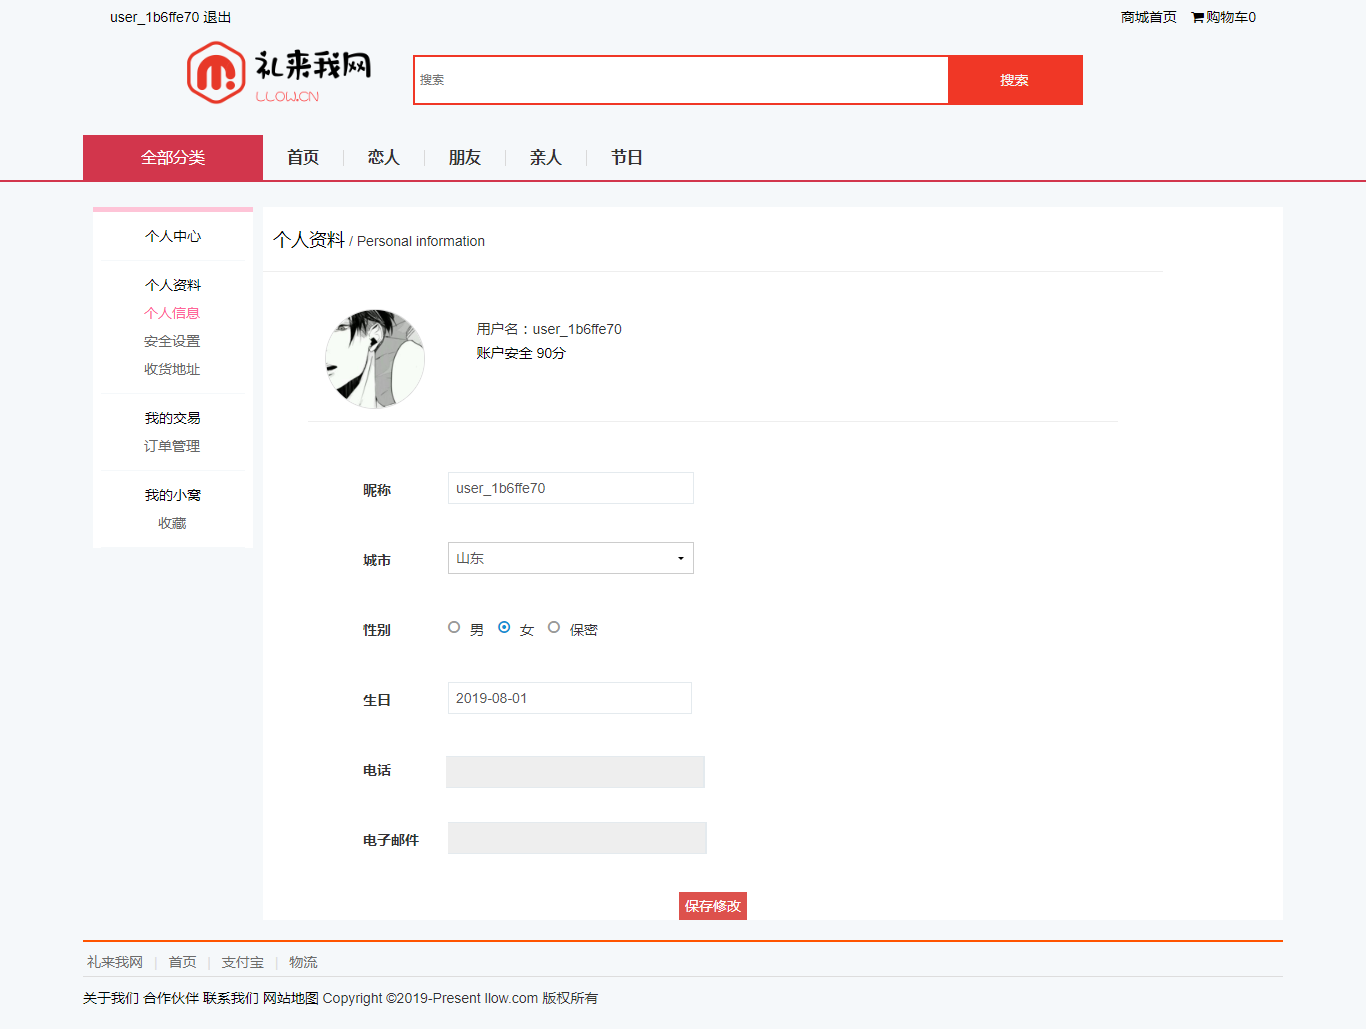 user_1b6ffe70 退出
商城首页 购物车0
礼来我网
LLOW.CN
搜索 搜索
全部分类 首页 恋人 朋友 亲人 节日
个人中心
个人资料
个人信息
安全设置
收货地址
我的交易
订单管理
我的小窝
收藏
个人资料 / Personal information
用户名：user_1b6ffe70
账户安全 90分
昵称 user_1b6ffe70
城市 山东
性别 男 女 保密
生日 2019-08-01
电话
电子邮件
保存修改
礼来我网 | 首页 | 支付宝 | 物流
关于我们 合作伙伴 联系我们 网站地图 Copyright ©2019-Present llow.com 版权所有